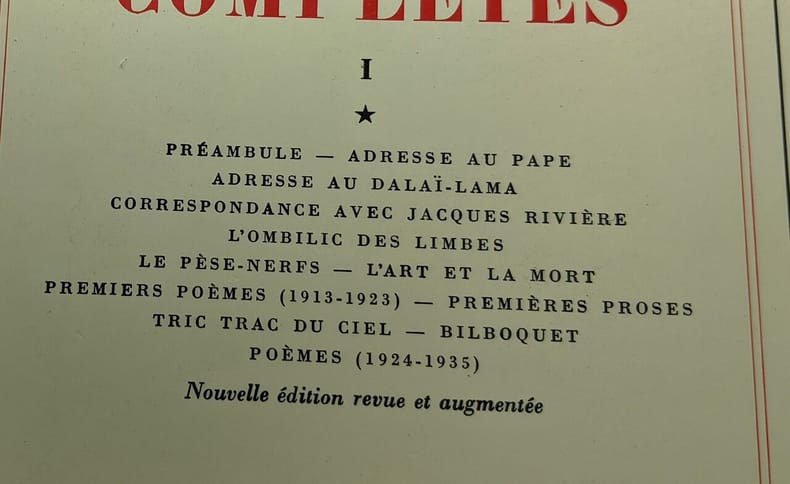 COMPLÈTES
I
★
PRÉAMBULE — ADRESSE AU PAPE
ADRESSE AU DALAÏ-LAMA
CORRESPONDANCE AVEC JACQUES RIVIÈRE
L'OMBILIC DES LIMBES
LE PÈSE-NERFS — L'ART ET LA MORT
PREMIERS POÈMES (1913-1923) — PREMIÈRES PROSES
TRIC TRAC DU CIEL — BILBOQUET
POÈMES (1924-1935)
Nouvelle édition revue et augmentée